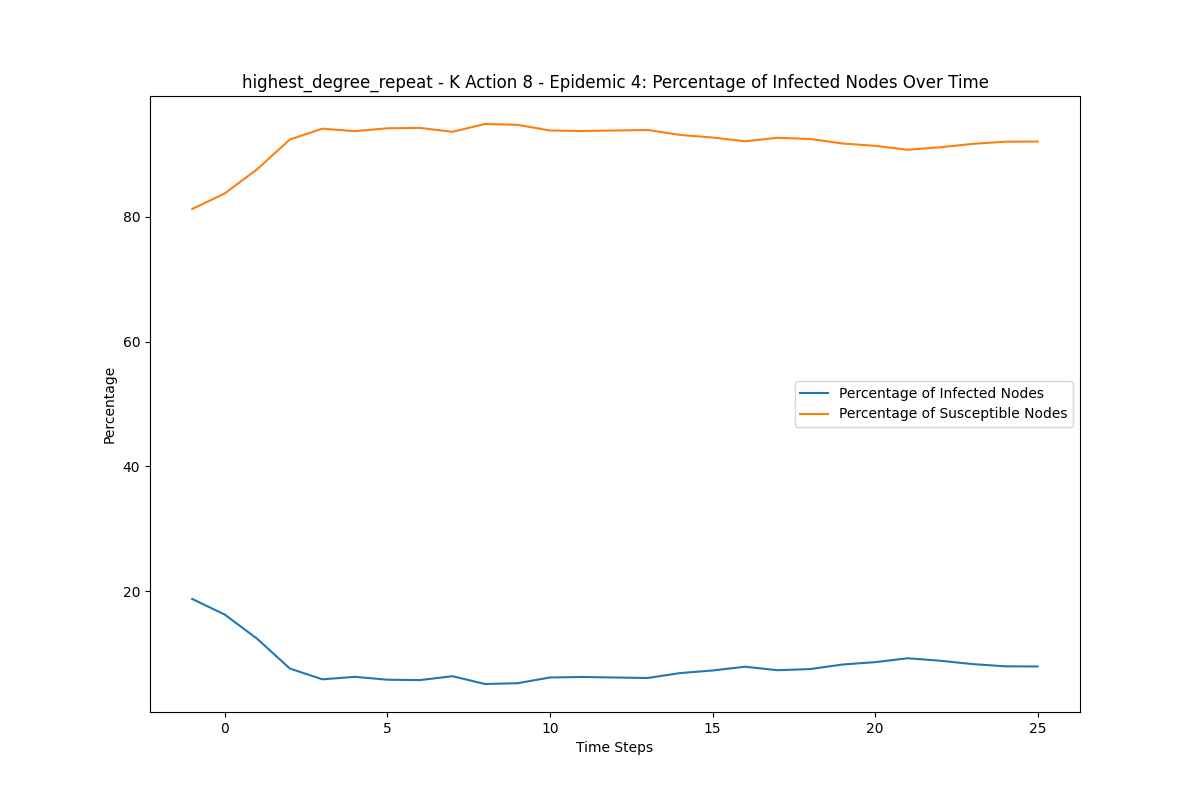 highest_degree_repeat - K Action 8 - Epidemic 4: Percentage of Infected Nodes Over Time
80
60
40
20
Percentage
Percentage of Infected Nodes
Percentage of Susceptible Nodes
0 5 10 15 20 25
Time Steps